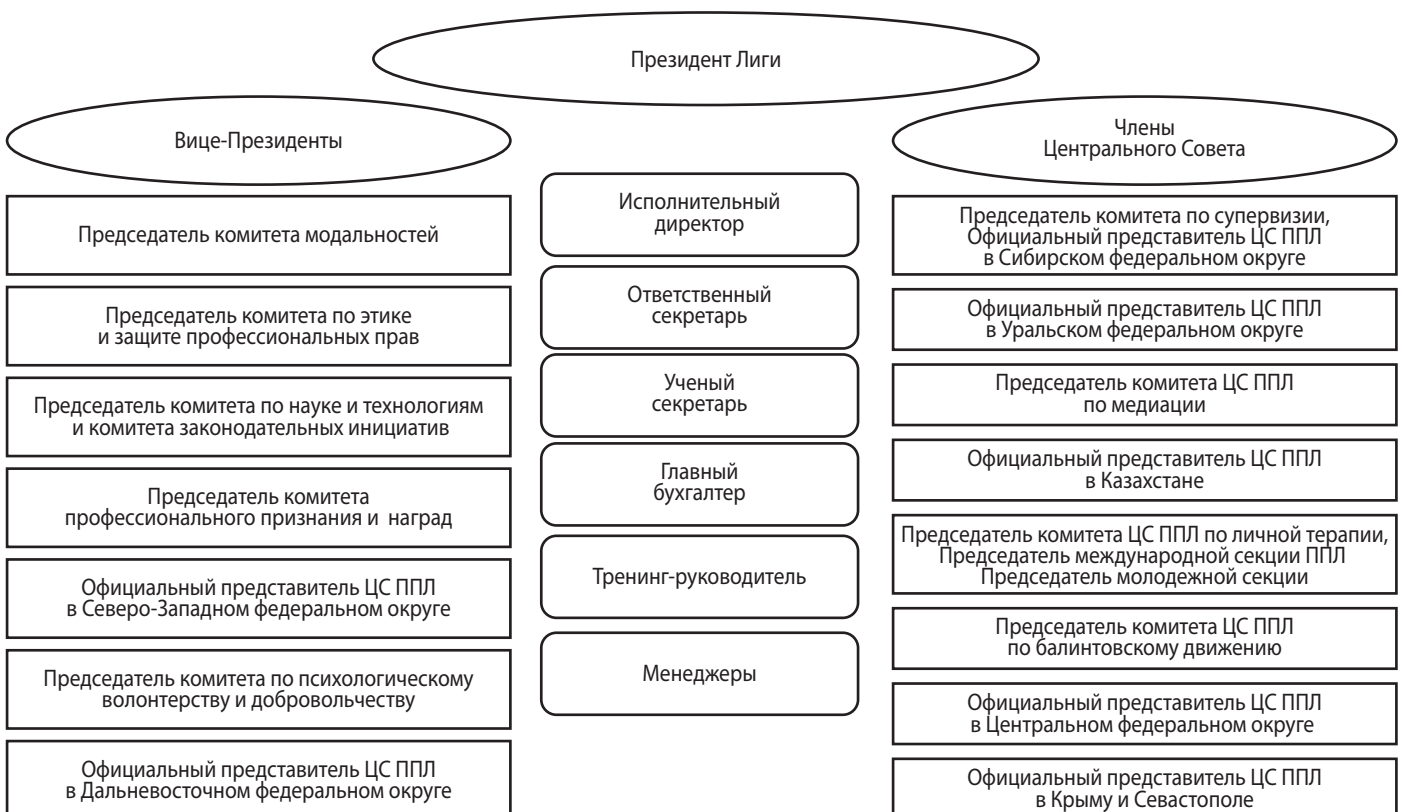 Президент Лиги
Вице-Президенты
Председатель комитета модальностей
Председатель комитета по этике
и защите профессиональных прав
Председатель комитета по науке и технологиям
и комитета законодательных инициатив
Председатель комитета
профессионального признания и наград
Официальный представитель ЦС ППЛ
в Северо-Западном федеральном округе
Председатель комитета по психологическому
волонтерству и добровольчеству
Официальный представитель ЦС ППЛ
в Дальневосточном федеральном округе
Исполнительный
директор
Ответственный
секретарь
Ученый
секретарь
Главный
бухгалтер
Тренинг-руководитель
Менеджеры
Члены
Центрального Совета
Председатель комитета по супервизии,
Официальный представитель ЦС ППЛ
в Сибирском федеральном округе
Официальный представитель ЦС ППЛ
в Уральском федеральном округе
Председатель комитета ЦС ППЛ
по медиации
Официальный представитель ЦС ППЛ
в Казахстане
Председатель комитета ЦС ППЛ по личной терапии,
Председатель международной секции ППЛ
Председатель молодежной секции
Председатель комитета ЦС ППЛ
по балинтовскому движению
Официальный представитель ЦС ППЛ
в Центральном федеральном округе
Официальный представитель ЦС ППЛ
в Крыму и Севастополе